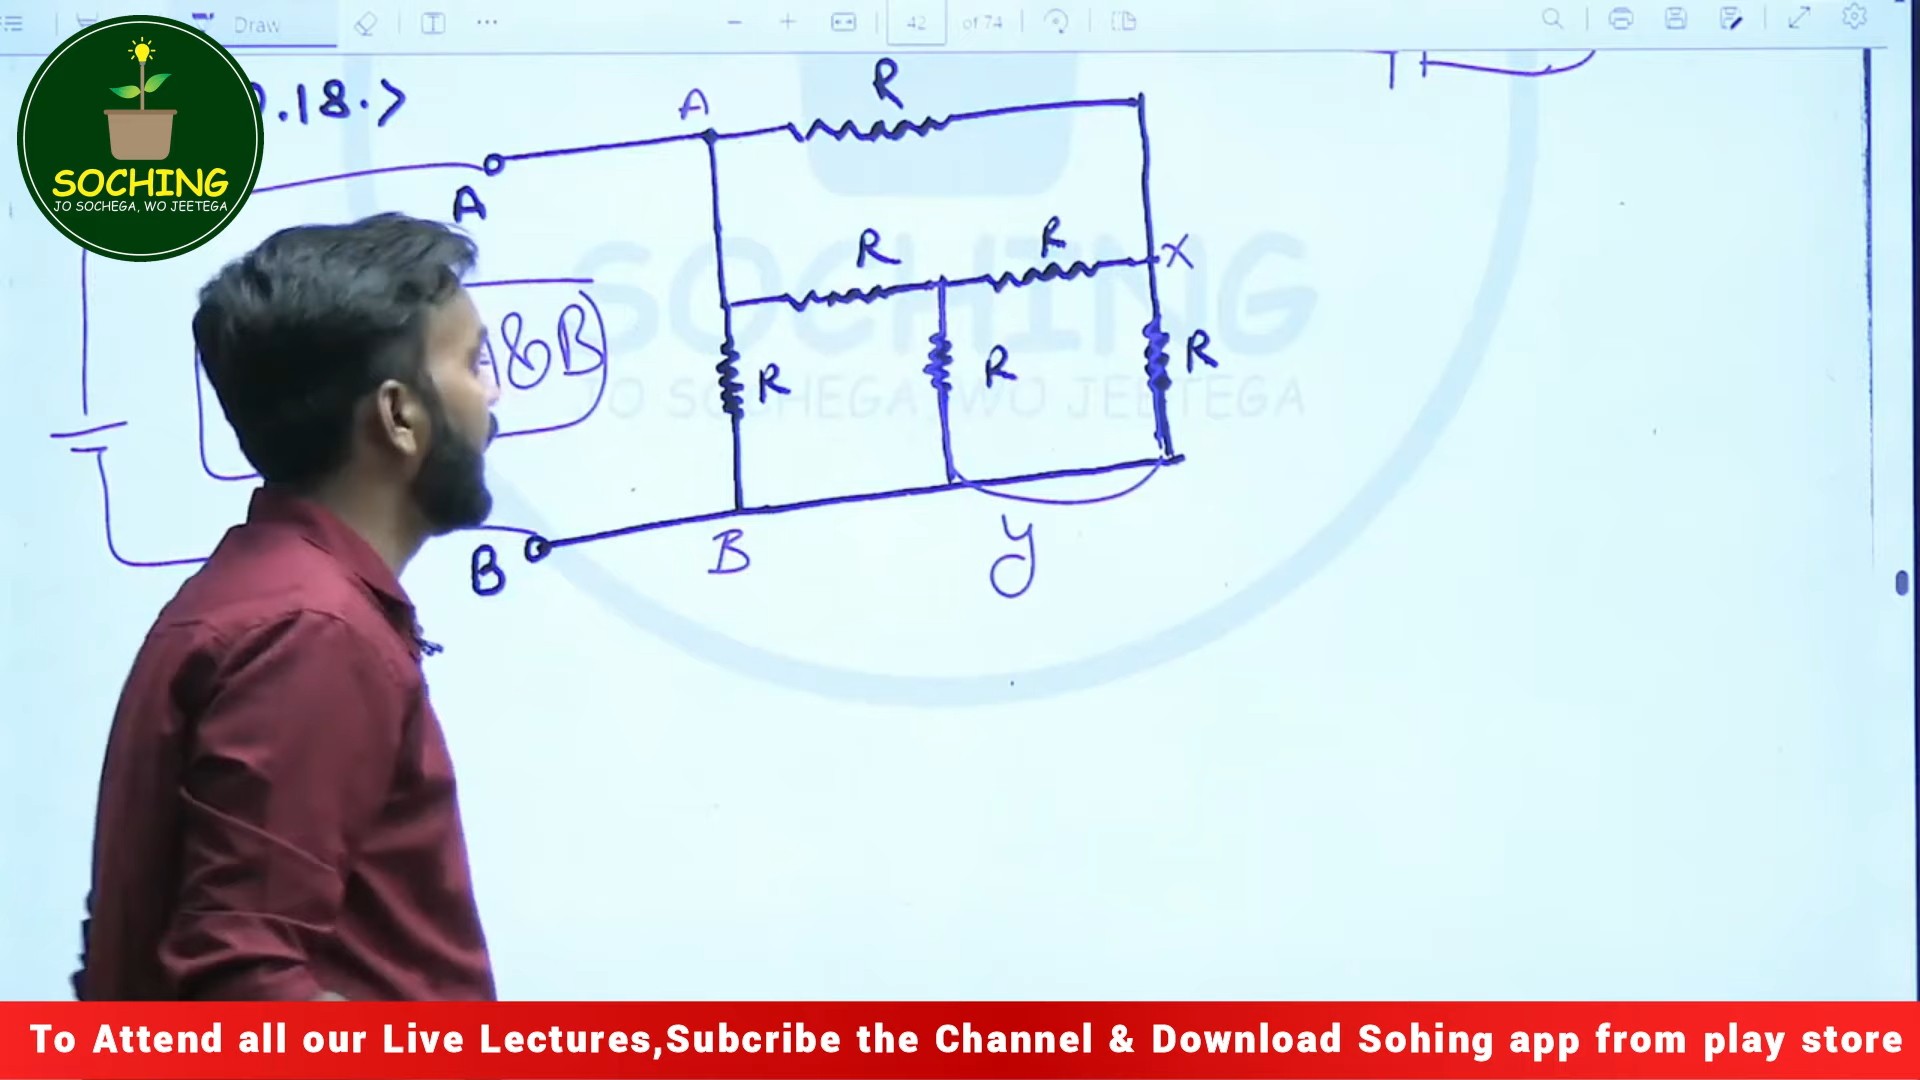 Draw
42 of 74
.18.>
SOCHING
JO SOCHEGA, WO JEETEGA
A
R
A
R
R
X
&B
R
R
R
B
B
y
SOCHING
JO SOCHEGA, WO JEETEGA
To Attend all our Live Lectures,Subcribe the Channel & Download Sohing app from play store